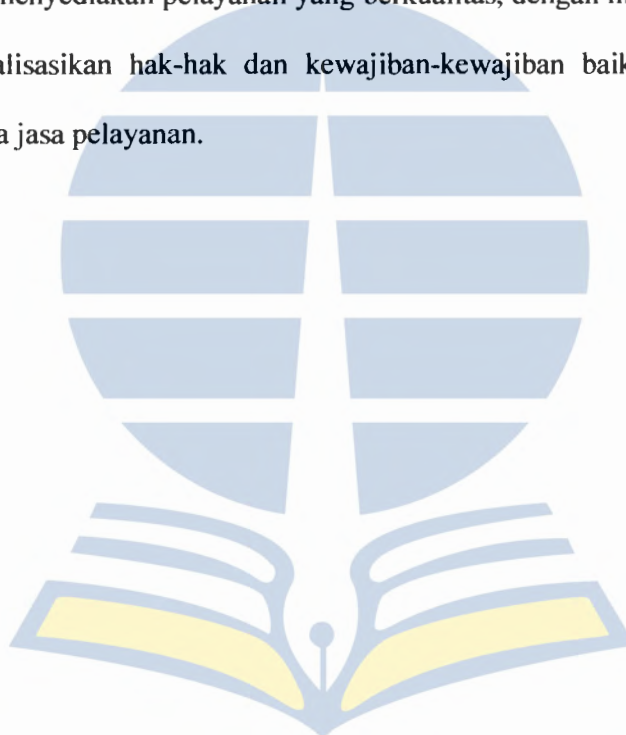 menyediakan pelayanan yang berkualitas, dengan
alisasikan hak-hak dan kewajiban-kewajiban baik
a jasa pelayanan.